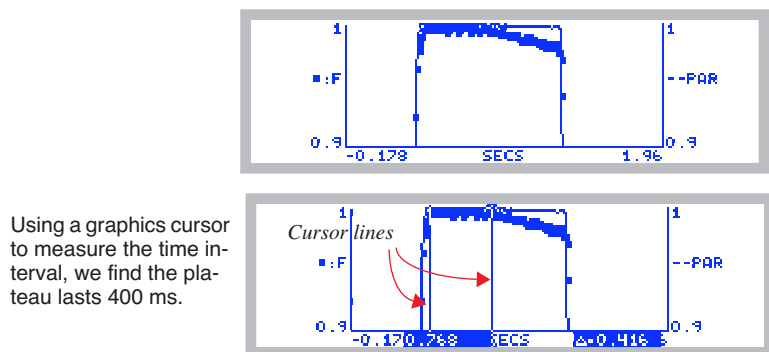 1 1
■:F --PAR
0.9 0.9
-0.178 SECS 1.96
Using a graphics cursor
to measure the time in-
terval, we find the pla-
teau lasts 400 ms.
1 Cursor lines 1
■:F --PAR
0.9 0.9
-0.170.768 SECS Δ=0.416